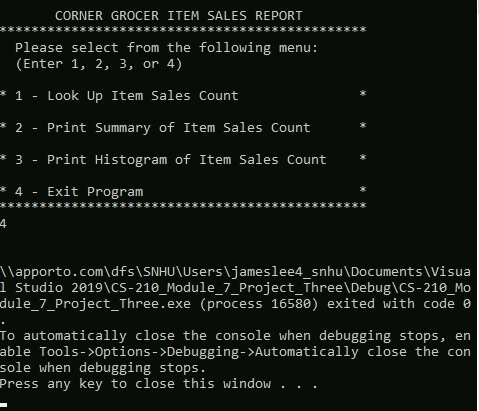 CORNER GROCER ITEM SALES REPORT
**********************************************
Please select from the following menu:
(Enter 1, 2, 3, or 4)
* 1 - Look Up Item Sales Count *
* 2 - Print Summary of Item Sales Count *
* 3 - Print Histogram of Item Sales Count *
* 4 - Exit Program *
**********************************************
4
\\apporto.com\dfs\SNHU\Users\jameslee4_snhu\Documents\Visua
l Studio 2019\CS-210_Module_7_Project_Three\Debug\CS-210_Mo
dule_7_Project_Three.exe (process 16580) exited with code 0
.
To automatically close the console when debugging stops, en
able Tools->Options->Debugging->Automatically close the con
sole when debugging stops.
Press any key to close this window . . .